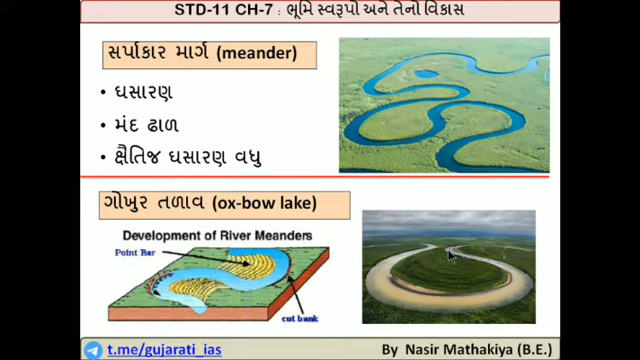 STD-11 CH-7 : ભૂમિ સ્વરૂપો અને તેનો વિકાસ
સર્પાકાર માર્ગ (meander)
• ઘસારણ
• મંદ ઢાળ
• ક્ષૈતિજ ઘસારણ વધુ
ગોખુર તળાવ (ox-bow lake)
Development of River Meanders
Point Bar
cut bank
t.me/gujarati_ias
By Nasir Mathakiya (B.E.)